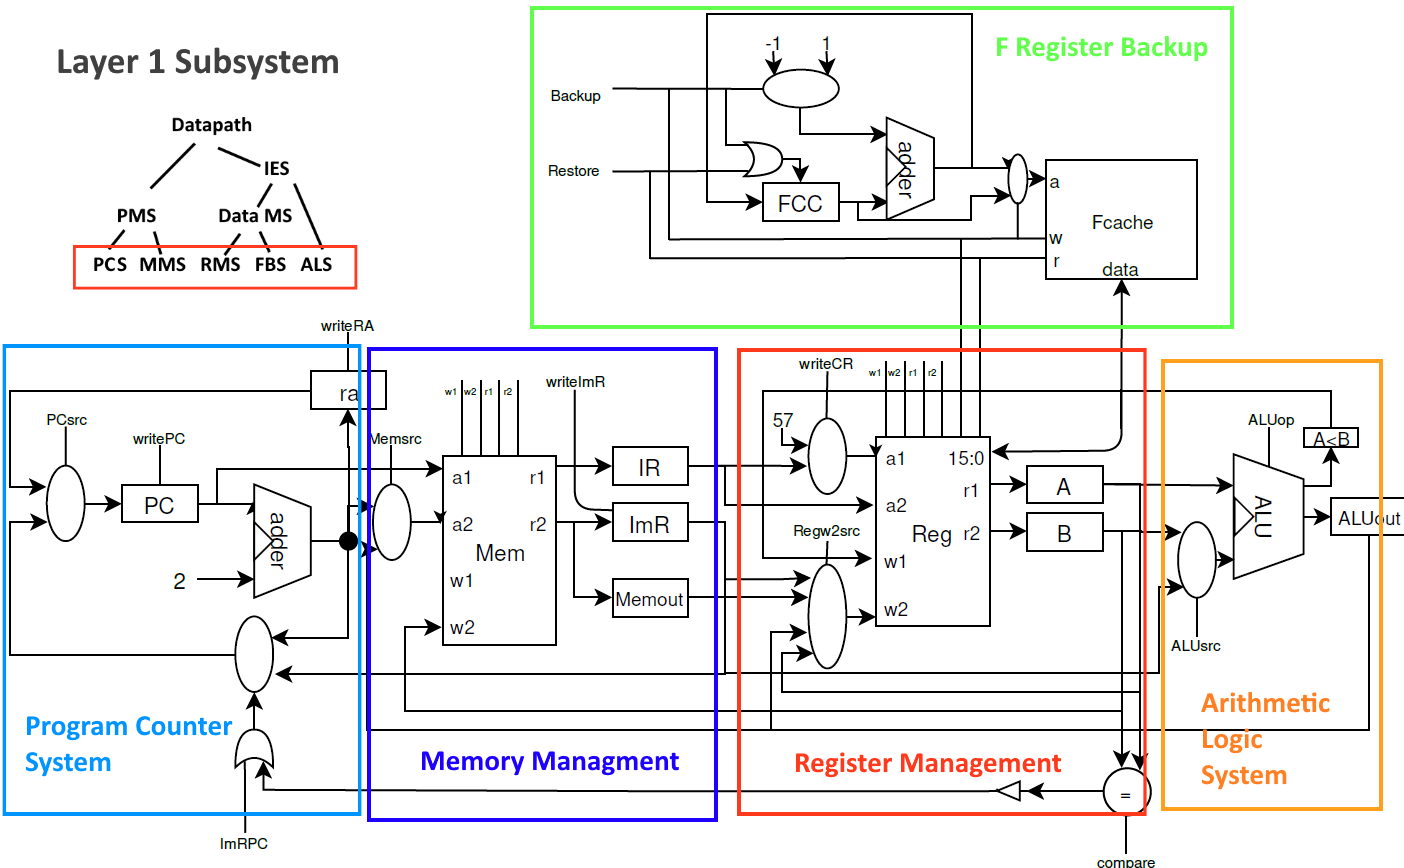 Layer 1 Subsystem
Datapath
IES
PMS
Data MS
PCS
MMS
RMS
FBS
ALS
F Register Backup
-1
1
Backup
Restore
adder
FCC
a
Fcache
w
r
data
writeRA
ra
PCsrc
writePC
PC
adder
2
Program Counter
System
ImRPC
Memsrc
w1
w2
r1
r2
writeImR
a1
r1
a2
r2
Mem
w1
w2
IR
ImR
Memout
Memory Managment
writeCR
w1
w2
r1
r2
57
a1
15:0
r1
a2
Reg
r2
w1
w2
Regw2src
A
B
Register Management
=
compare
ALUop
A<B
ALU
ALUout
ALUsrc
Arithmetic
Logic
System